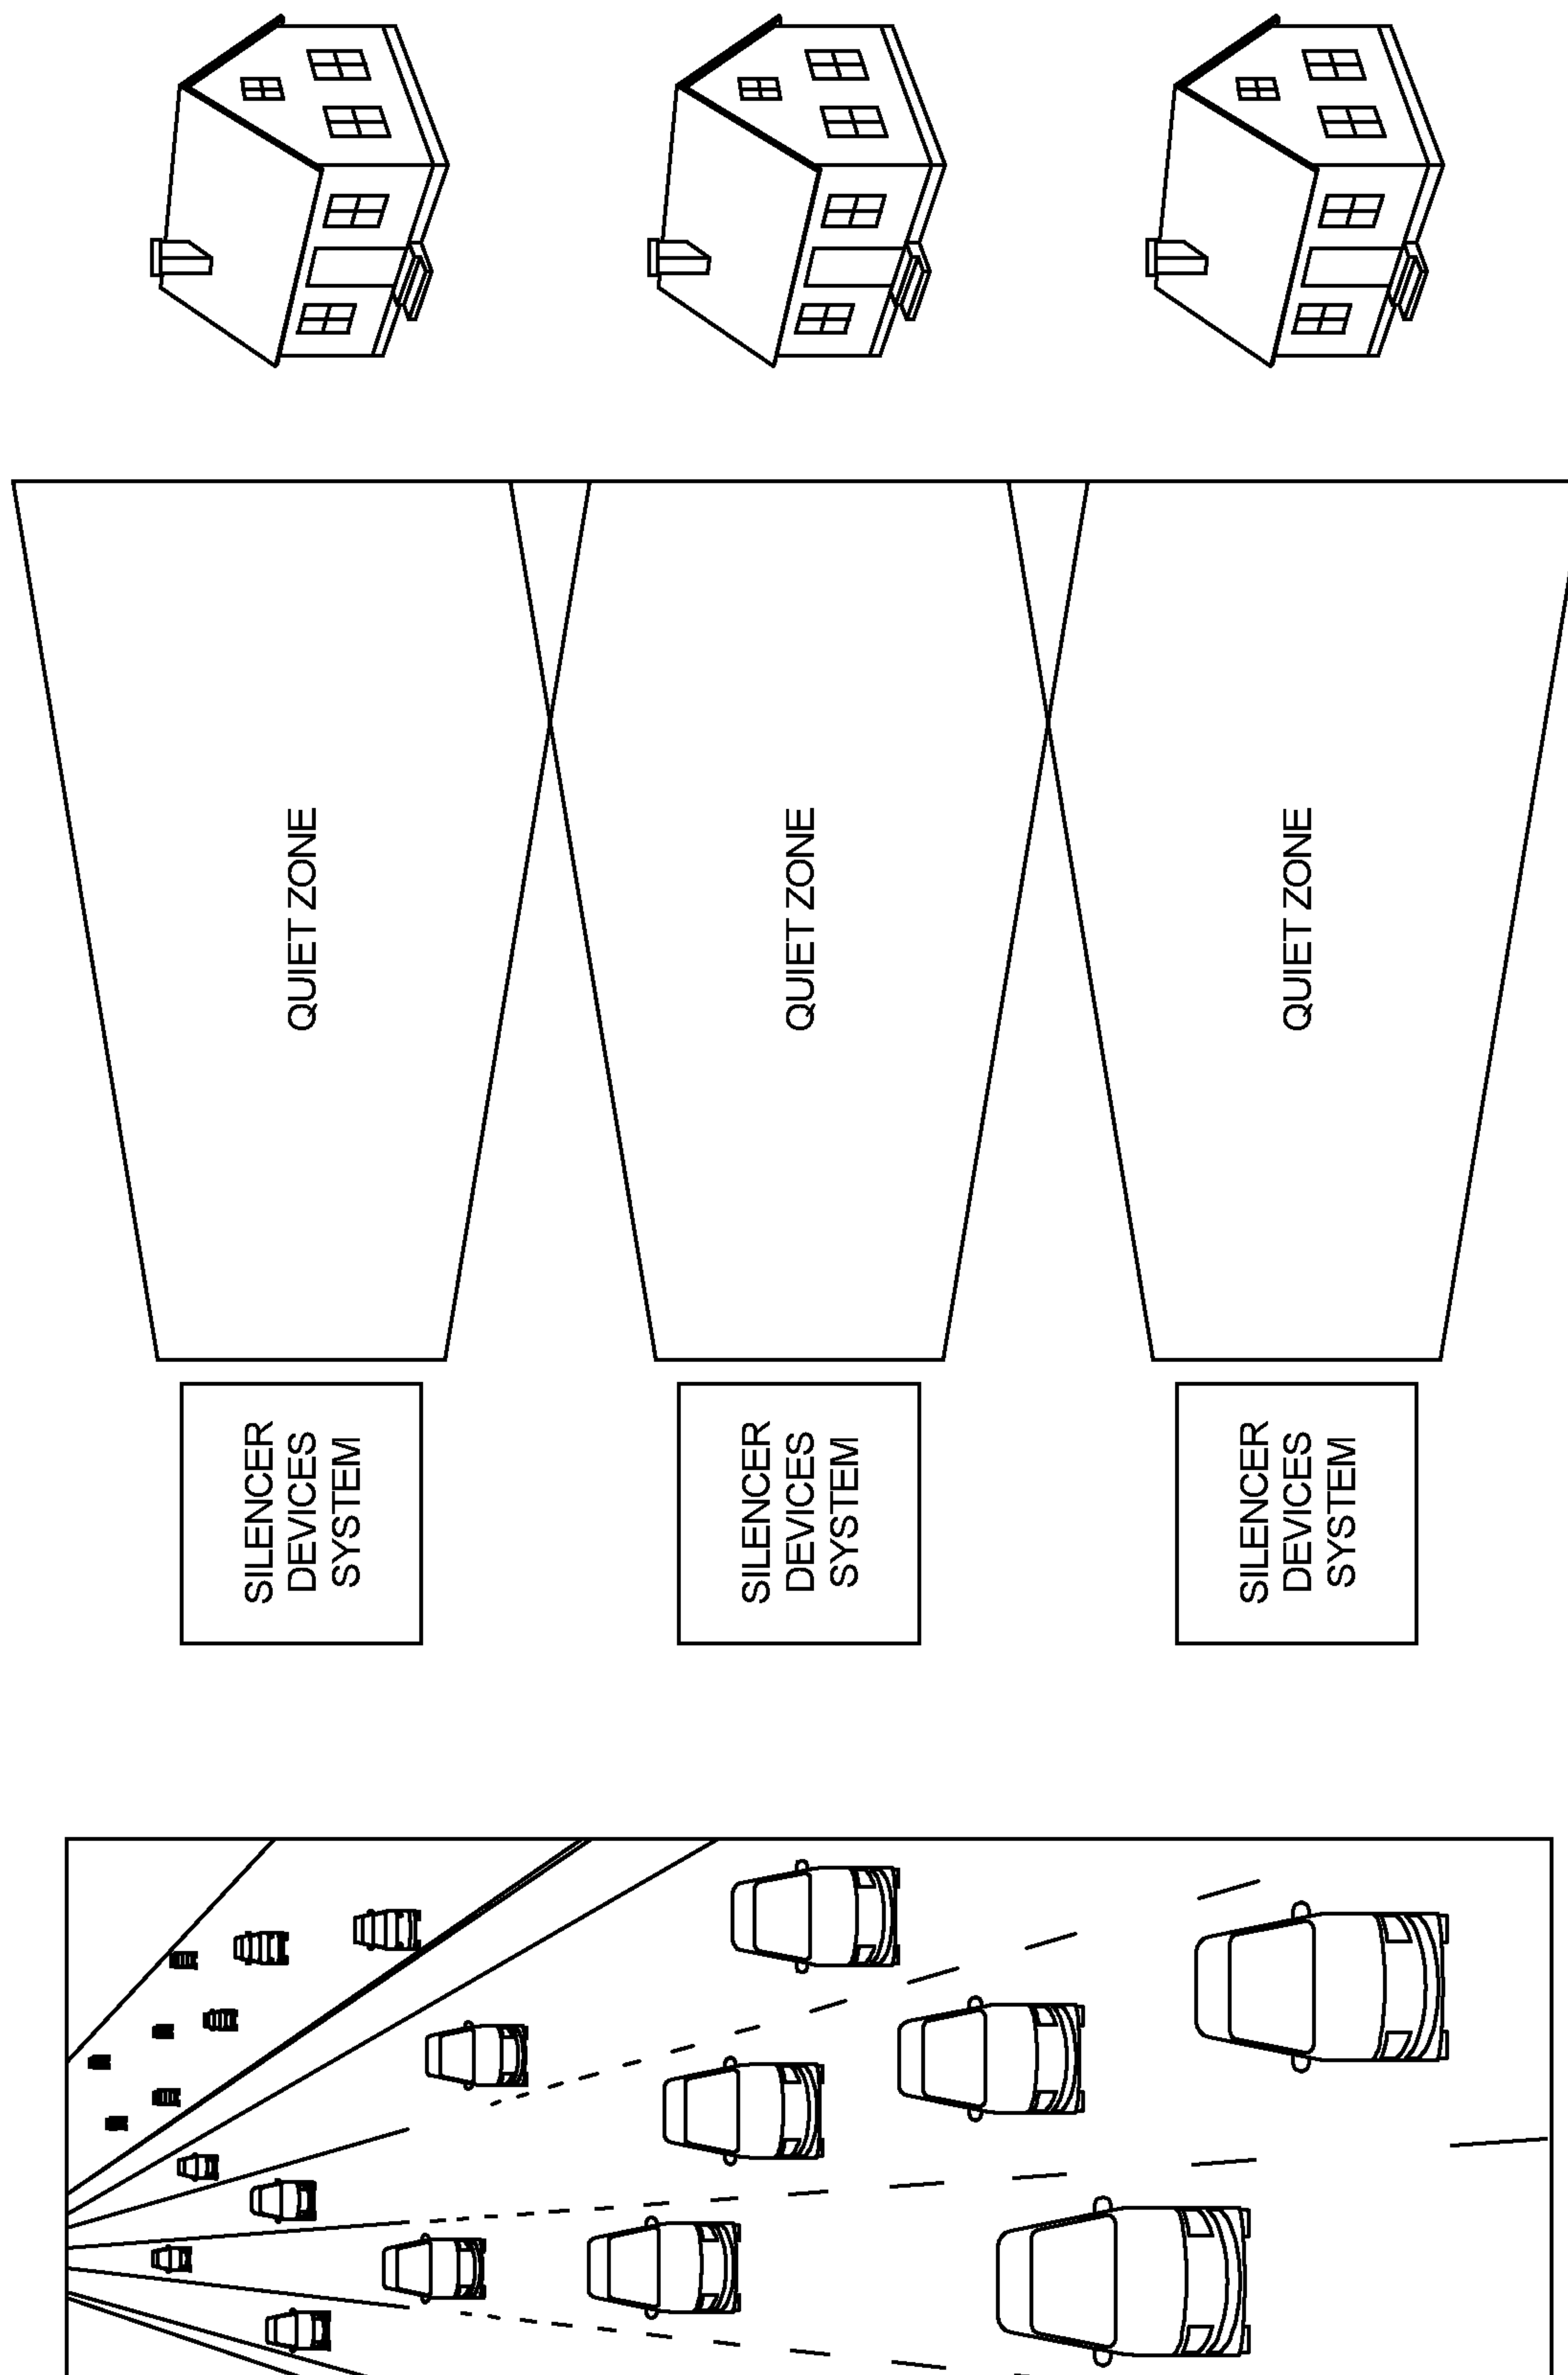 QUIET ZONE
QUIET ZONE
QUIET ZONE
SILENCER
DEVICES
SYSTEM
SILENCER
DEVICES
SYSTEM
SILENCER
DEVICES
SYSTEM